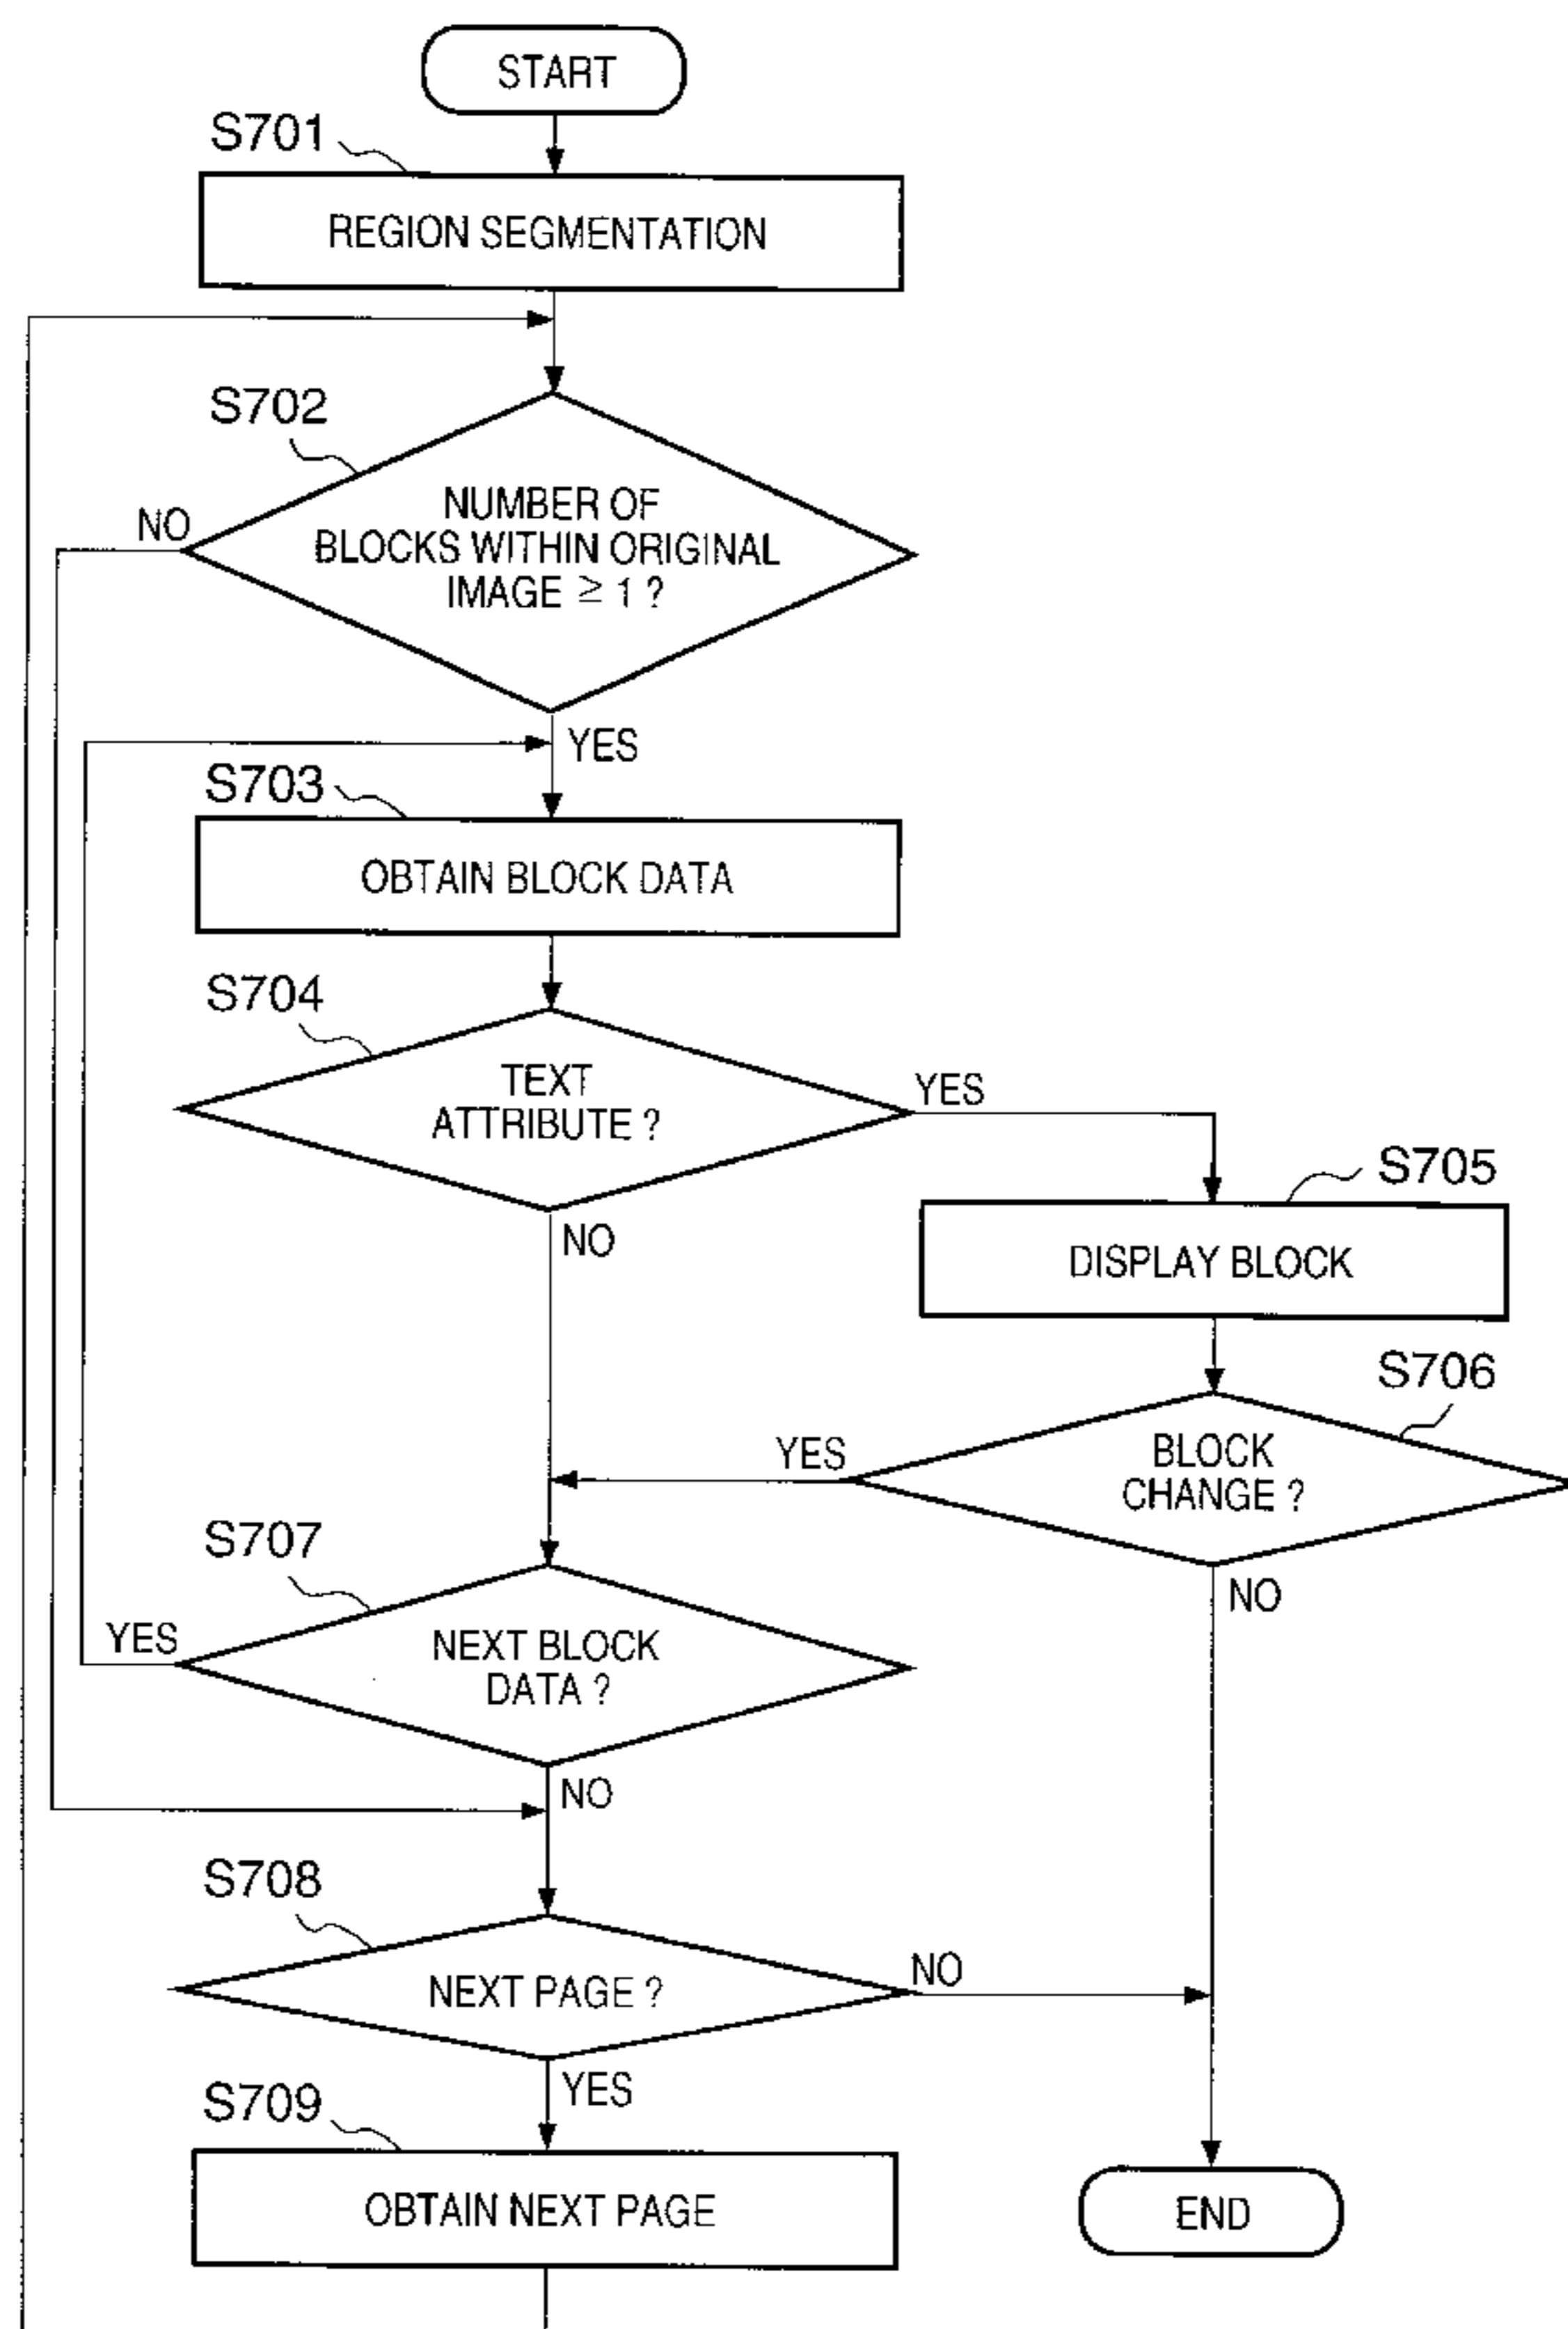 START
S701
REGION SEGMENTATION
S702
NO
NUMBER OF
BLOCKS WITHIN ORIGINAL
IMAGE ≥ 1 ?
YES
S703
OBTAIN BLOCK DATA
S704
TEXT
ATTRIBUTE ?
YES
NO
S705
DISPLAY BLOCK
S706
BLOCK
CHANGE ?
YES
NO
S707
YES
NEXT BLOCK
DATA ?
NO
S708
NEXT PAGE ?
NO
YES
S709
OBTAIN NEXT PAGE
END